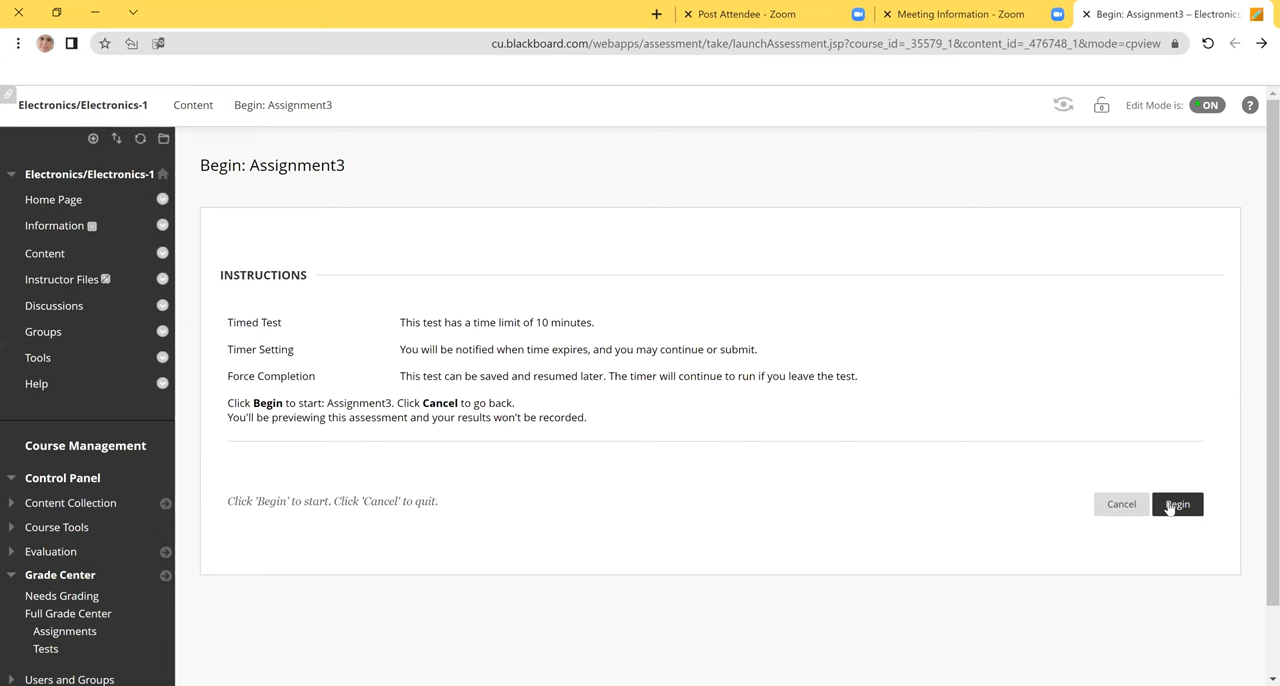 Post Attendee - Zoom
Meeting Information - Zoom
Begin: Assignment3 – Electronics
cu.blackboard.com/webapps/assessment/take/launchAssessment.jsp?course_id=_35579_1&content_id=_476748_1&mode=cpview
Electronics/Electronics-1 Content Begin: Assignment3
Edit Mode is: ON ?
Electronics/Electronics-1
Home Page
Information
Content
Instructor Files
Discussions
Groups
Tools
Help
Course Management
Control Panel
Content Collection
Course Tools
Evaluation
Grade Center
Needs Grading
Full Grade Center
Assignments
Tests
Users and Groups
Begin: Assignment3
INSTRUCTIONS
Timed Test This test has a time limit of 10 minutes.
Timer Setting You will be notified when time expires, and you may continue or submit.
Force Completion This test can be saved and resumed later. The timer will continue to run if you leave the test.
Click Begin to start: Assignment3. Click Cancel to go back.
You'll be previewing this assessment and your results won't be recorded.
Click 'Begin' to start. Click 'Cancel' to quit.
Cancel Begin